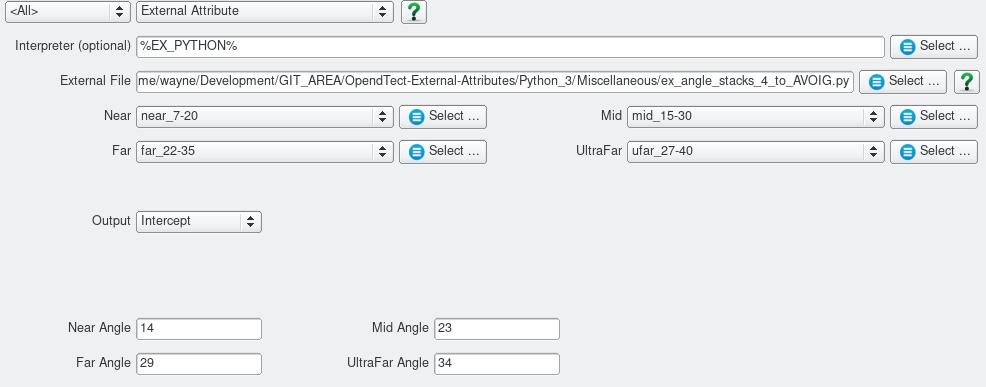 <All> External Attribute ?
Interpreter (optional) %EX_PYTHON% Select ...
External File me/wayne/Development/GIT_AREA/OpendTect-External-Attributes/Python_3/Miscellaneous/ex_angle_stacks_4_to_AVOIG.py Select ... ?
Near near_7-20 Select ... Mid mid_15-30 Select ...
Far far_22-35 Select ... UltraFar ufar_27-40 Select ...
Output Intercept
Near Angle 14 Mid Angle 23
Far Angle 29 UltraFar Angle 34